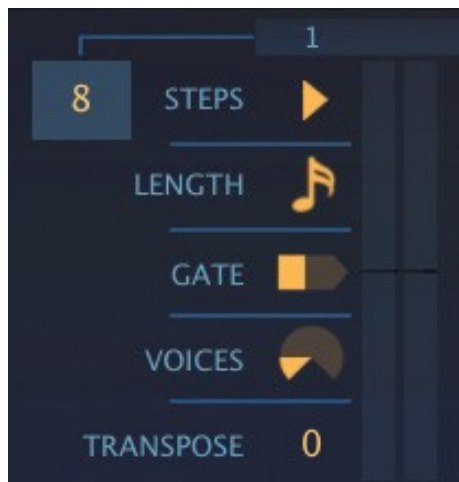 1
8 STEPS
LENGTH
GATE
VOICES
TRANSPOSE 0